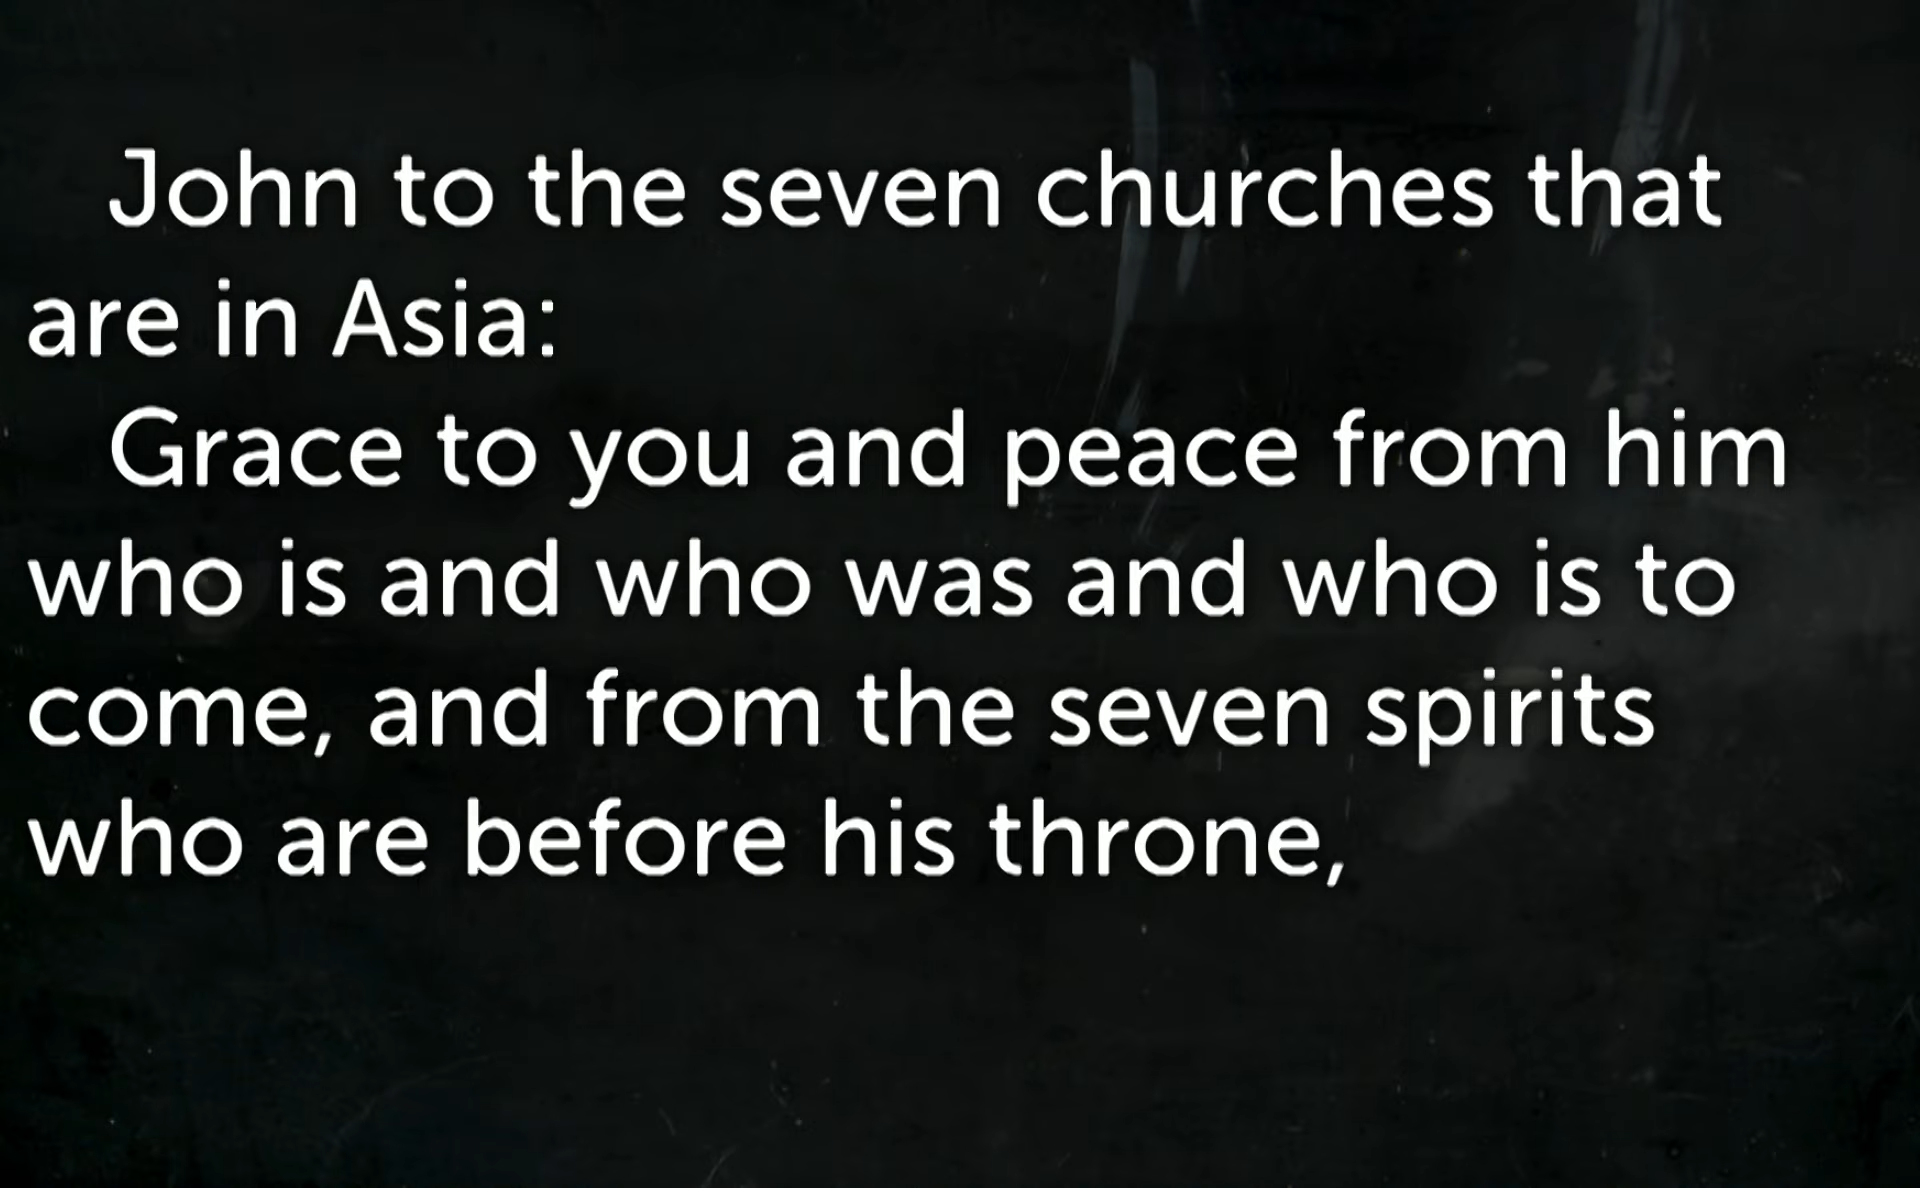 John to the seven churches that
are in Asia:
Grace to you and peace from him
who is and who was and who is to
come, and from the seven spirits
who are before his throne,